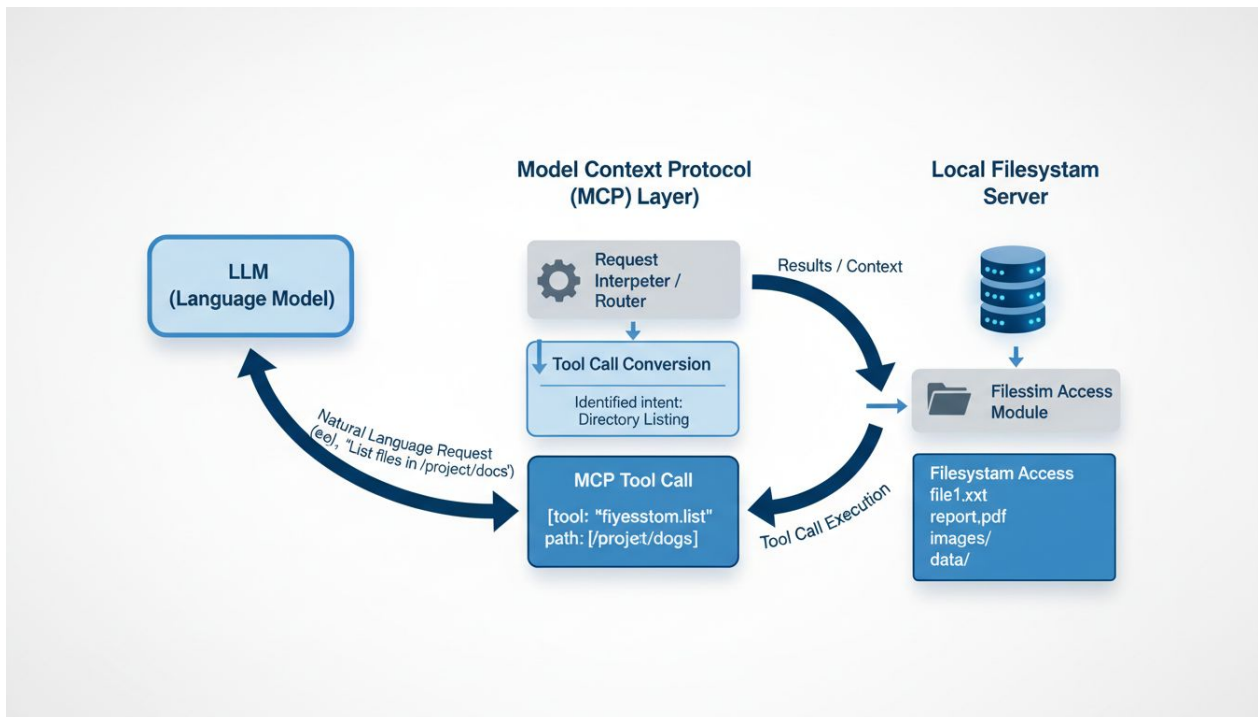 Model Context Protocol
(MCP) Layer)
Local Filesystam
Server
LLM
(Language Model)
Request
Interpeter /
Router
Results / Context
Tool Call Conversion
Identified intent:
Directory Listing
Filessim Access
Module
Natural Language Request
(eel, "List files in /project/docs')
MCP Tool Call
[tool: "fiyesstom.list"
path: [/projet/dogs]
Tool Call Execution
Filesystam Access
file1.xxt
report,pdf
images/
data/